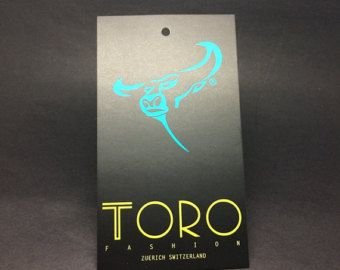 TORO
FASHION
ZUERICH SWITZERLAND